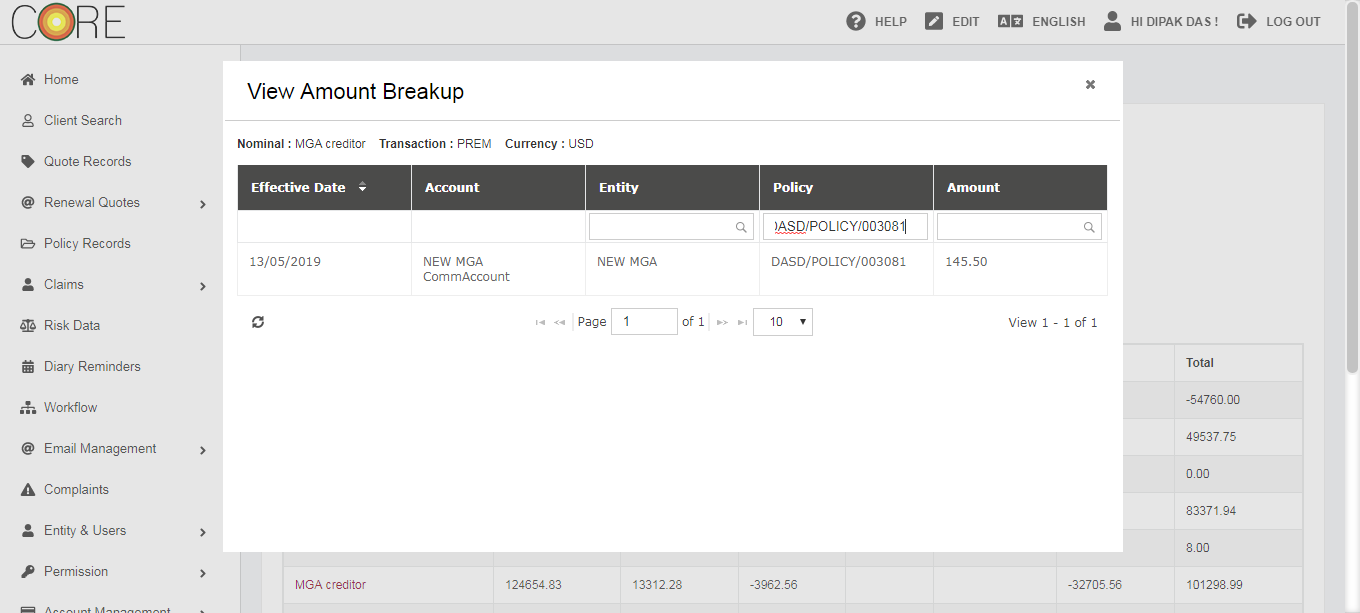 CORE
HELP
EDIT
ENGLISH
HI DIPAK DAS !
LOG OUT
Home
Client Search
Quote Records
Renewal Quotes
Policy Records
Claims
Risk Data
Diary Reminders
Workflow
Email Management
Complaints
Entity & Users
Permission
Account Management
View Amount Breakup
Nominal : MGA creditor Transaction : PREM Currency : USD
Effective Date Account Entity Policy Amount
DASD/POLICY/003081
13/05/2019 NEW MGA CommAccount NEW MGA DASD/POLICY/003081 145.50
Page 1 of 1 10 View 1 - 1 of 1
Total
-54760.00
49537.75
0.00
83371.94
8.00
MGA creditor 124654.83 13312.28 -3962.56 -32705.56 101298.99